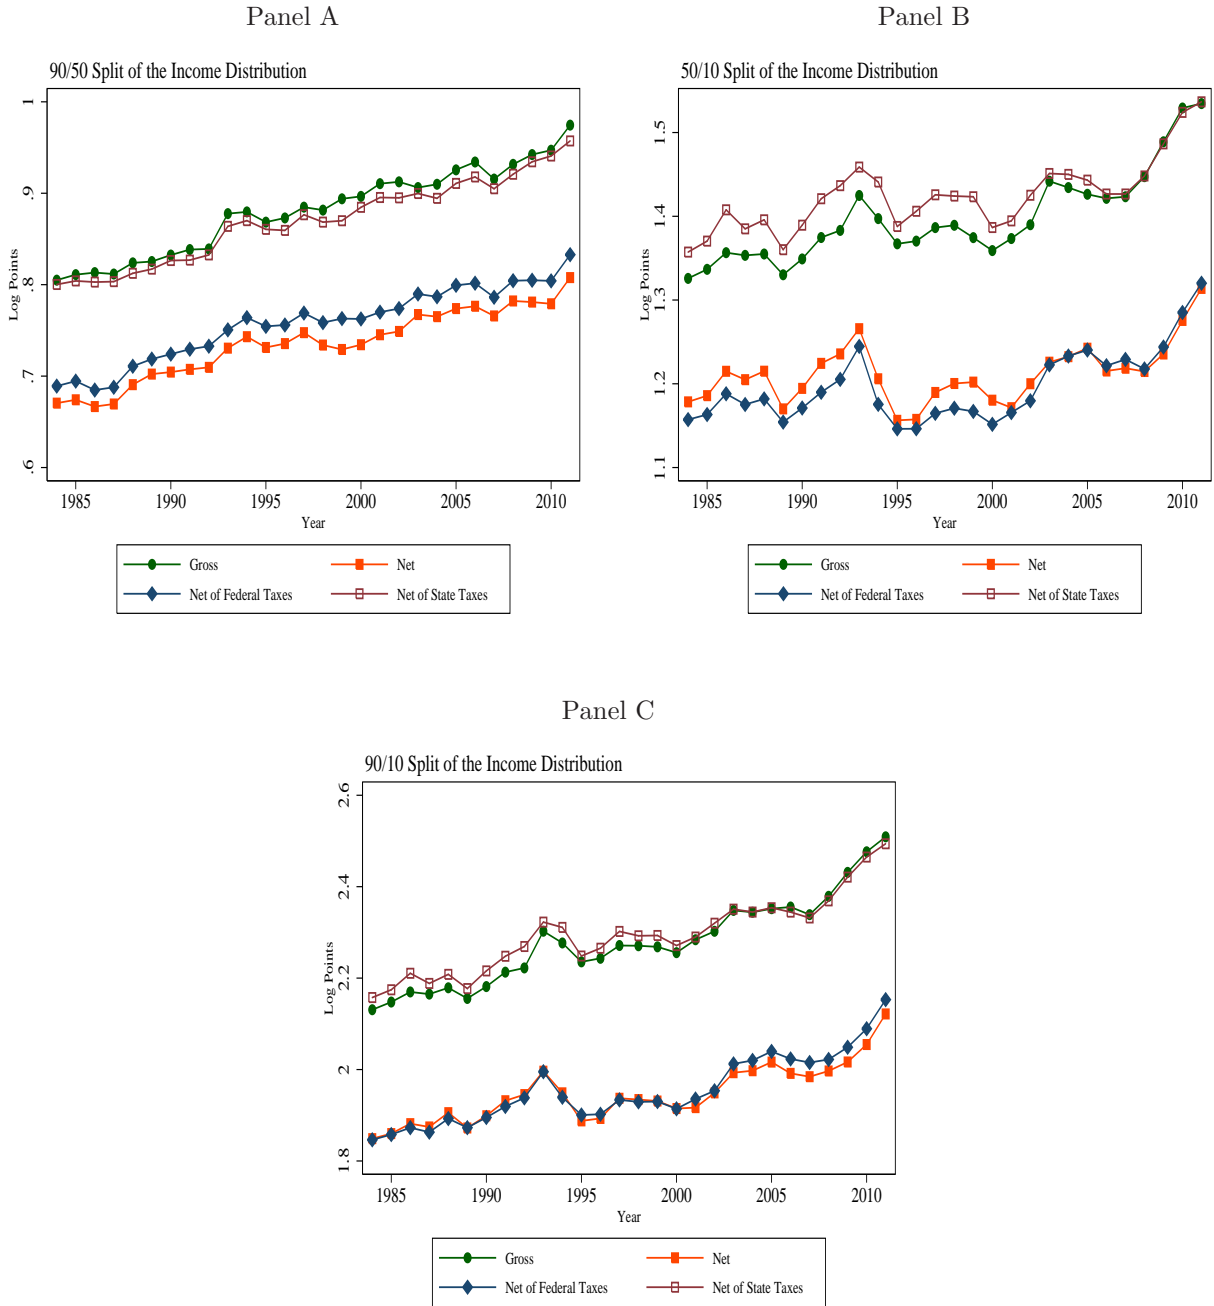 Panel A
90/50 Split of the Income Distribution
1
.9
.8
.7
.6
Log Points
1985 1990 1995 2000 2005 2010
Year
Gross Net
Net of Federal Taxes Net of State Taxes
Panel B
50/10 Split of the Income Distribution
1.5
1.4
1.3
1.2
1.1
Log Points
1985 1990 1995 2000 2005 2010
Year
Gross Net
Net of Federal Taxes Net of State Taxes
Panel C
90/10 Split of the Income Distribution
2.6
2.4
2.2
2
1.8
Log Points
1985 1990 1995 2000 2005 2010
Year
Gross Net
Net of Federal Taxes Net of State Taxes